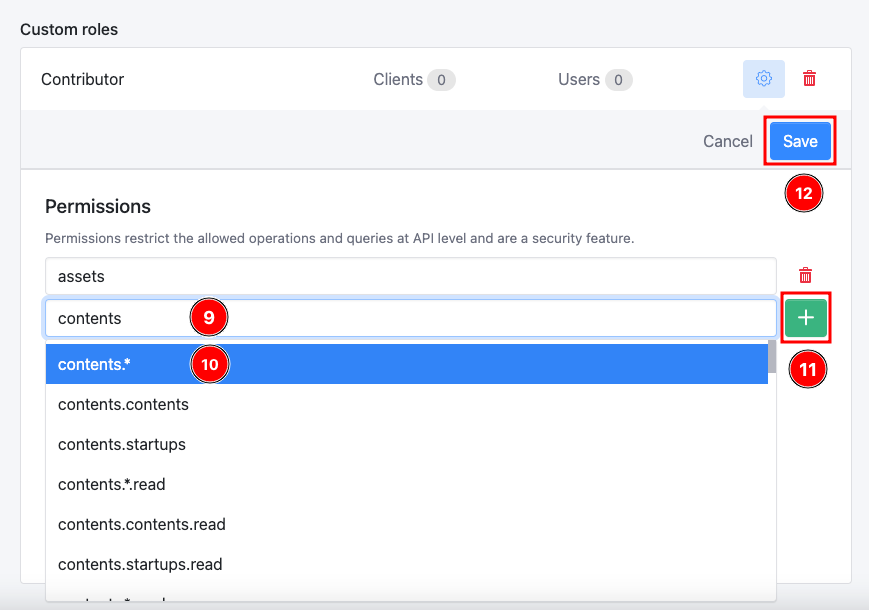 Custom roles
Contributor Clients 0 Users 0
Cancel Save
12
Permissions
Permissions restrict the allowed operations and queries at API level and are a security feature.
assets
contents 9
contents.* 10
11
contents.contents
contents.startups
contents.*.read
contents.contents.read
contents.startups.read